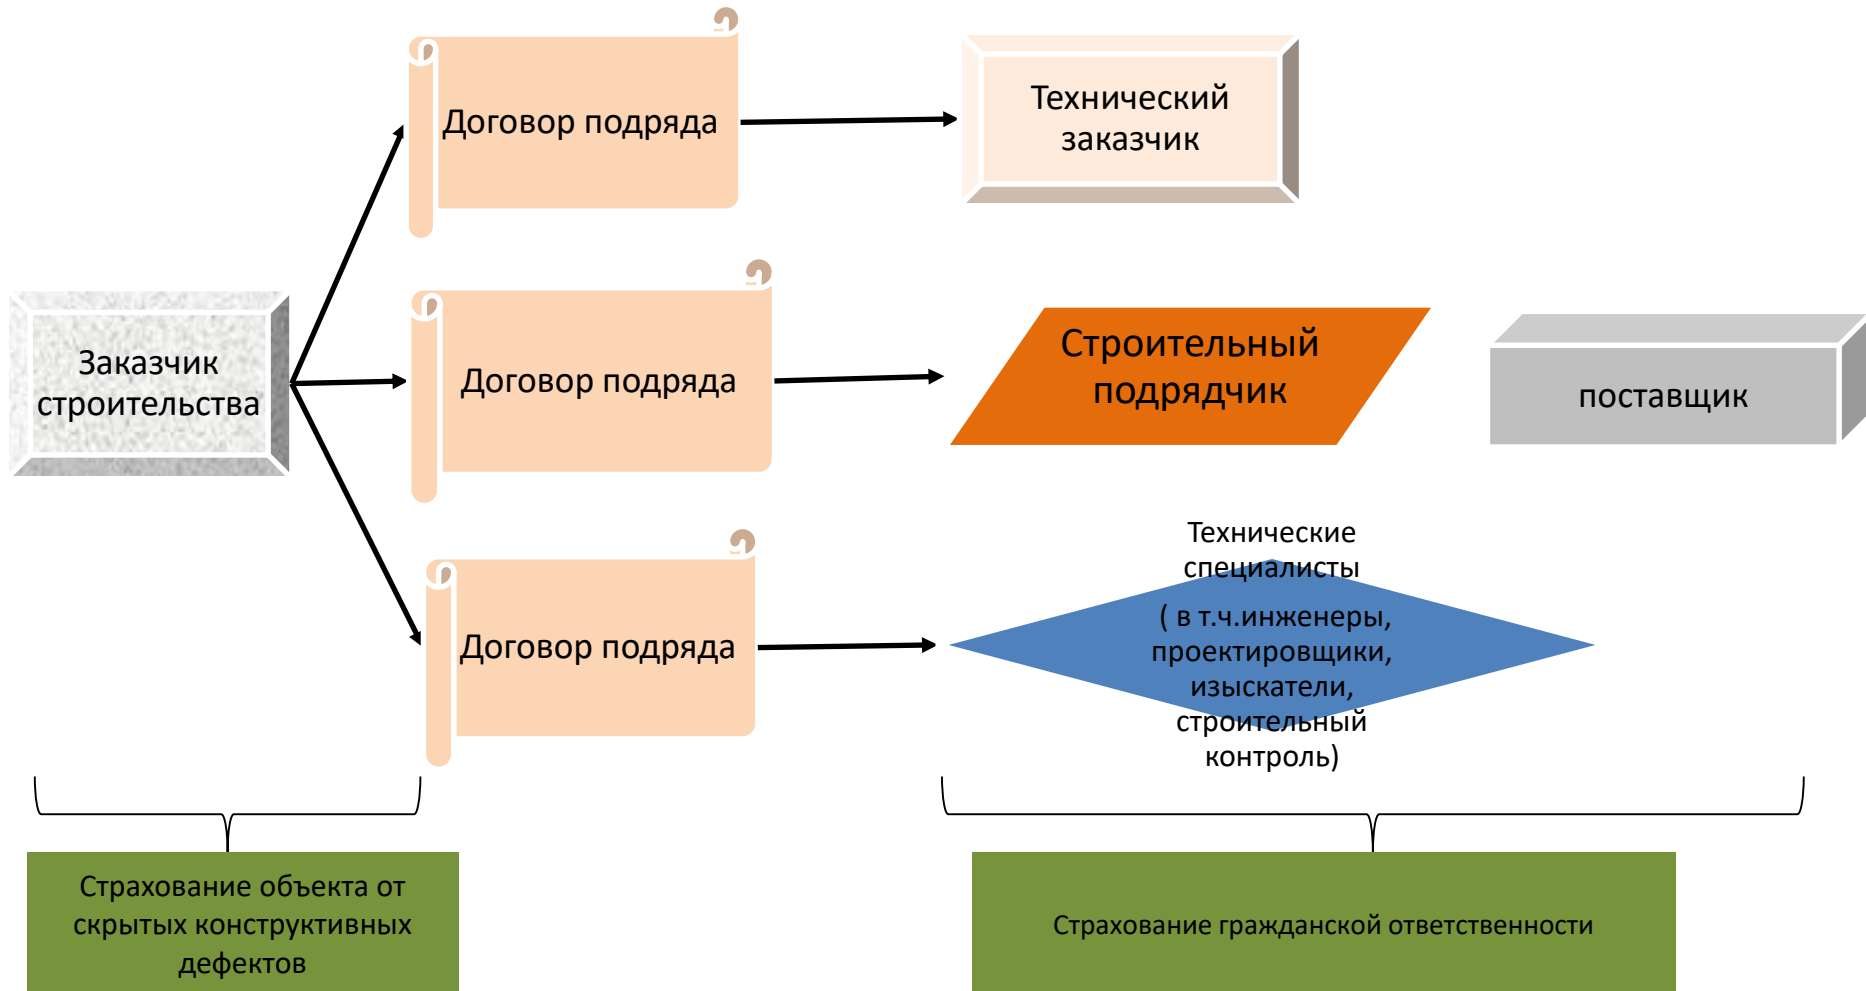 Договор подряда
Технический
заказчик
Заказчик
строительства
Договор подряда
Строительный
подрядчик
поставщик
Договор подряда
Технические
специалисты
( в т.ч.инженеры,
проектировщики,
изыскатели,
строительный
контроль)
Страхование объекта от
скрытых конструктивных
дефектов
Страхование гражданской ответственности